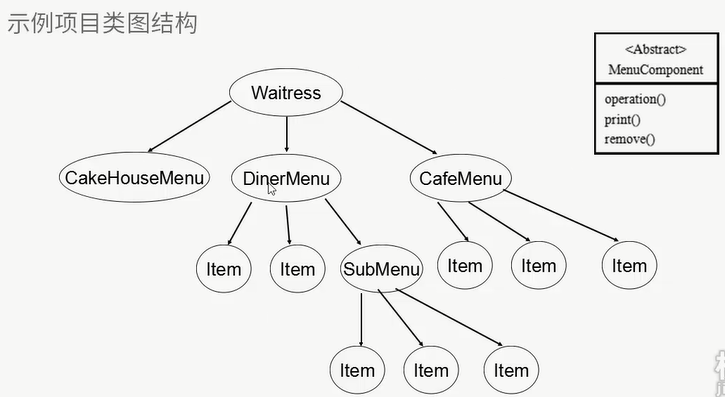 示例项目类图结构
<Abstract>
MenuComponent
operation()
print()
remove()
Waitress
CakeHouseMenu
DinerMenu
CafeMenu
Item
Item
SubMenu
Item
Item
Item
Item
Item
Item